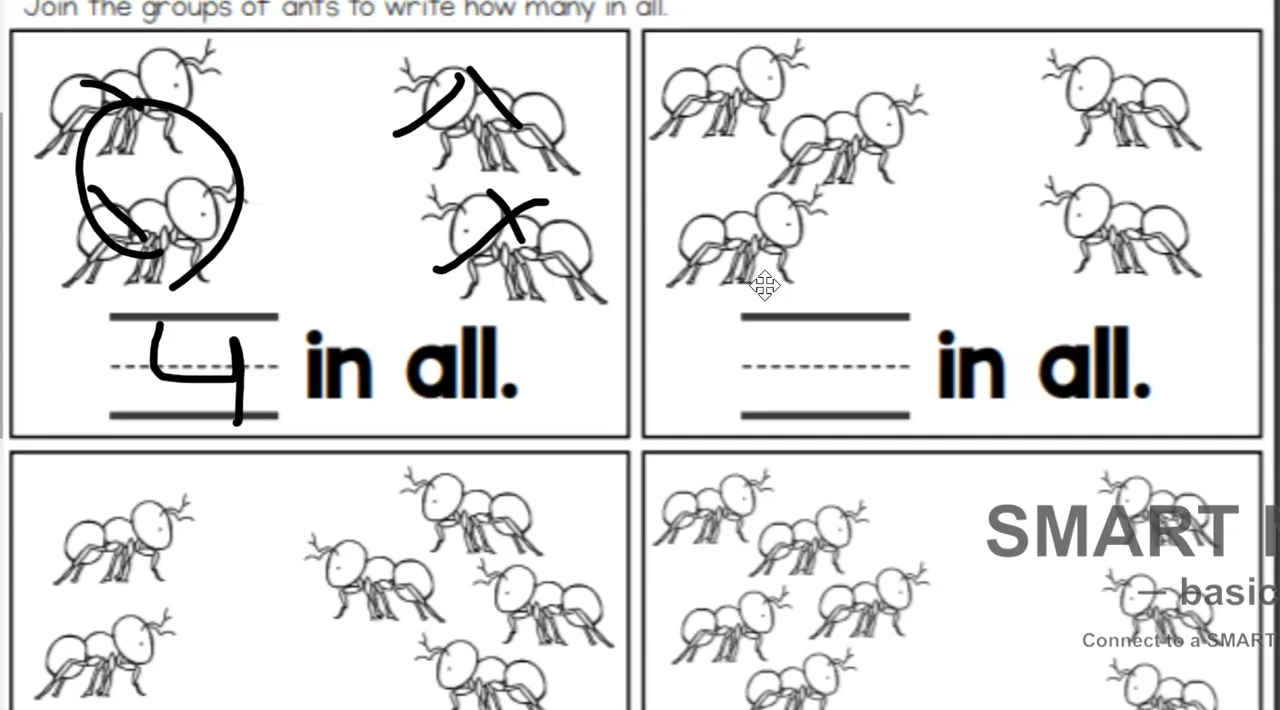 Join the groups of ants to write how many in all.
4 in all.
in all.
SMART
basic
Connect to a SMART